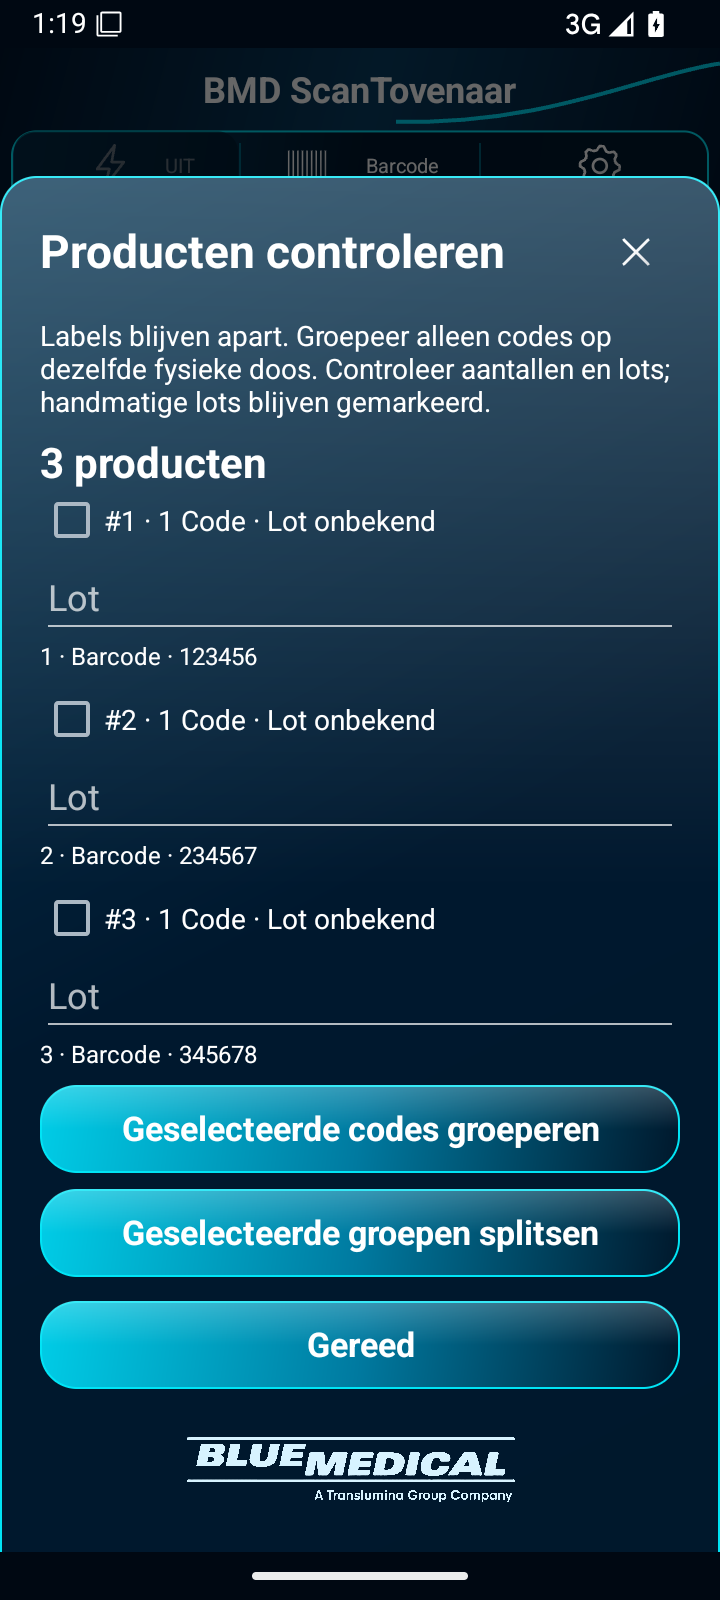 1:19
3G
BMD ScanTovenaar
UIT
Barcode
Producten controleren
Labels blijven apart. Groepeer alleen codes op
dezelfde fysieke doos. Controleer aantallen en lots;
handmatige lots blijven gemarkeerd.
3 producten
#1 · 1 Code · Lot onbekend
Lot
1 · Barcode · 123456
#2 · 1 Code · Lot onbekend
Lot
2 · Barcode · 234567
#3 · 1 Code · Lot onbekend
Lot
3 · Barcode · 345678
Geselecteerde codes groeperen
Geselecteerde groepen splitsen
Gereed
BLUEMEDICAL
A Translumina Group Company